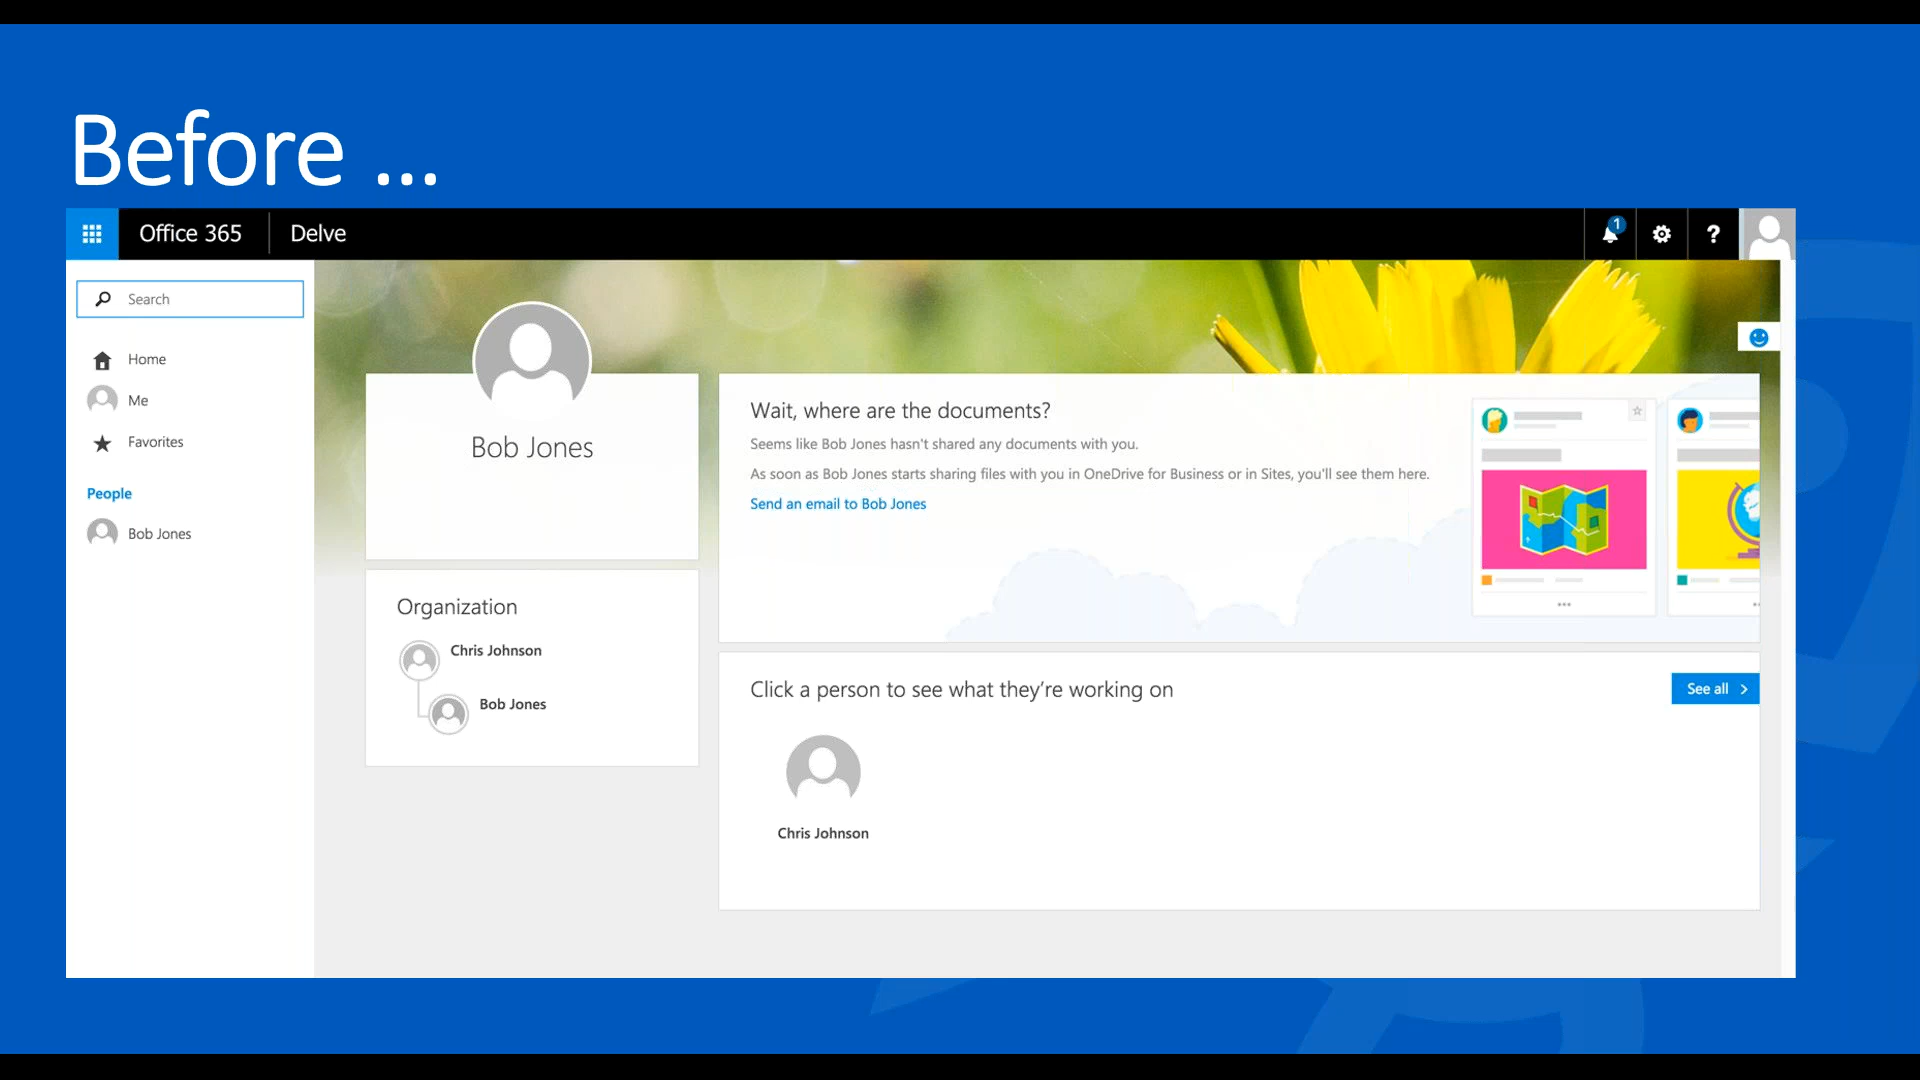 Before ...
Office 365
Delve
1
?
Search
Home
Me
Favorites
People
Bob Jones
Bob Jones
Organization
Chris Johnson
Bob Jones
Wait, where are the documents?
Seems like Bob Jones hasn't shared any documents with you.
As soon as Bob Jones starts sharing files with you in OneDrive for Business or in Sites, you'll see them here.
Send an email to Bob Jones
Click a person to see what they're working on
See all
Chris Johnson